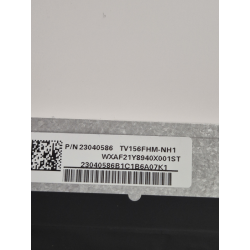 P/N 23040586 TV156FHM-NH1
WXAF21Y8940X001ST
23040586B1C1B6A07K1